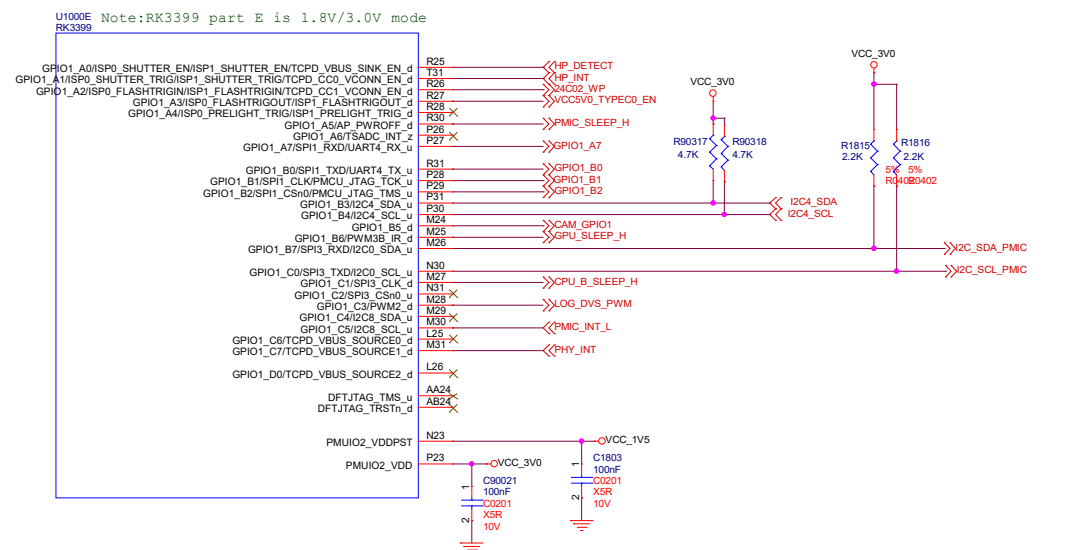 U1000E Note:RK3399 part E is 1.8V/3.0V mode
RK3399
GPIO1_A0/ISP0_SHUTTER_EN/ISP1_SHUTTER_EN/TCPD_VBUS_SINK_EN_d R25 HP_DETECT
GPIO1_A1/ISP0_SHUTTER_TRIG/ISP1_SHUTTER_TRIG/TCPD_CC0_VCONN_EN_d T31 HP_INT
GPIO1_A2/ISP0_FLASHTRIGIN/ISP1_FLASHTRIGIN/TCPD_CC1_VCONN_EN_d R26 24C02_WP
GPIO1_A3/ISP0_FLASHTRIGOUT/ISP1_FLASHTRIGOUT_d R27 VCC5V0_TYPEC0_EN
GPIO1_A4/ISP0_PRELIGHT_TRIG/ISP1_PRELIGHT_TRIG_d R28
GPIO1_A5/AP_PWROFF_d R30 PMIC_SLEEP_H
GPIO1_A6/TSADC_INT_z P26
GPIO1_A7/SPI1_RXD/UART4_RX_u P27 GPIO1_A7
GPIO1_B0/SPI1_TXD/UART4_TX_u R31 GPIO1_B0
GPIO1_B1/SPI1_CLK/PMCU_JTAG_TCK_u P28 GPIO1_B1
GPIO1_B2/SPI1_CSn0/PMCU_JTAG_TMS_u P29 GPIO1_B2
GPIO1_B3/I2C4_SDA_u P31 I2C4_SDA
GPIO1_B4/I2C4_SCL_u P30 I2C4_SCL
GPIO1_B5_d M24 CAM_GPIO1
GPIO1_B6/PWM3B_IR_d M25 GPU_SLEEP_H
GPIO1_B7/SPI3_RXD/I2C0_SDA_u M26 I2C_SDA_PMIC
GPIO1_C0/SPI3_TXD/I2C0_SCL_u N30 I2C_SCL_PMIC
GPIO1_C1/SPI3_CLK_d M27 CPU_B_SLEEP_H
GPIO1_C2/SPI3_CSn0_u N31
GPIO1_C3/PWM2_d M28 LOG_DVS_PWM
GPIO1_C4/I2C8_SDA_u M29
GPIO1_C5/I2C8_SCL_u M30 PMIC_INT_L
GPIO1_C6/TCPD_VBUS_SOURCE0_d L25
GPIO1_C7/TCPD_VBUS_SOURCE1_d M31 PHY_INT
GPIO1_D0/TCPD_VBUS_SOURCE2_d L26
DFTJTAG_TMS_u AA24
DFTJTAG_TRSTn_d AB24
PMUIO2_VDDPST N23 VCC_1V5
PMUIO2_VDD P23 VCC_3V0
VCC_3V0
R90317 R90318
4.7K 4.7K
VCC_3V0
R1815 R1816
2.2K 2.2K
5% 5%
R0402 R0402
C1803
1 100nF
C0201
2 X5R
10V
C90021
1 100nF
C0201
2 X5R
10V